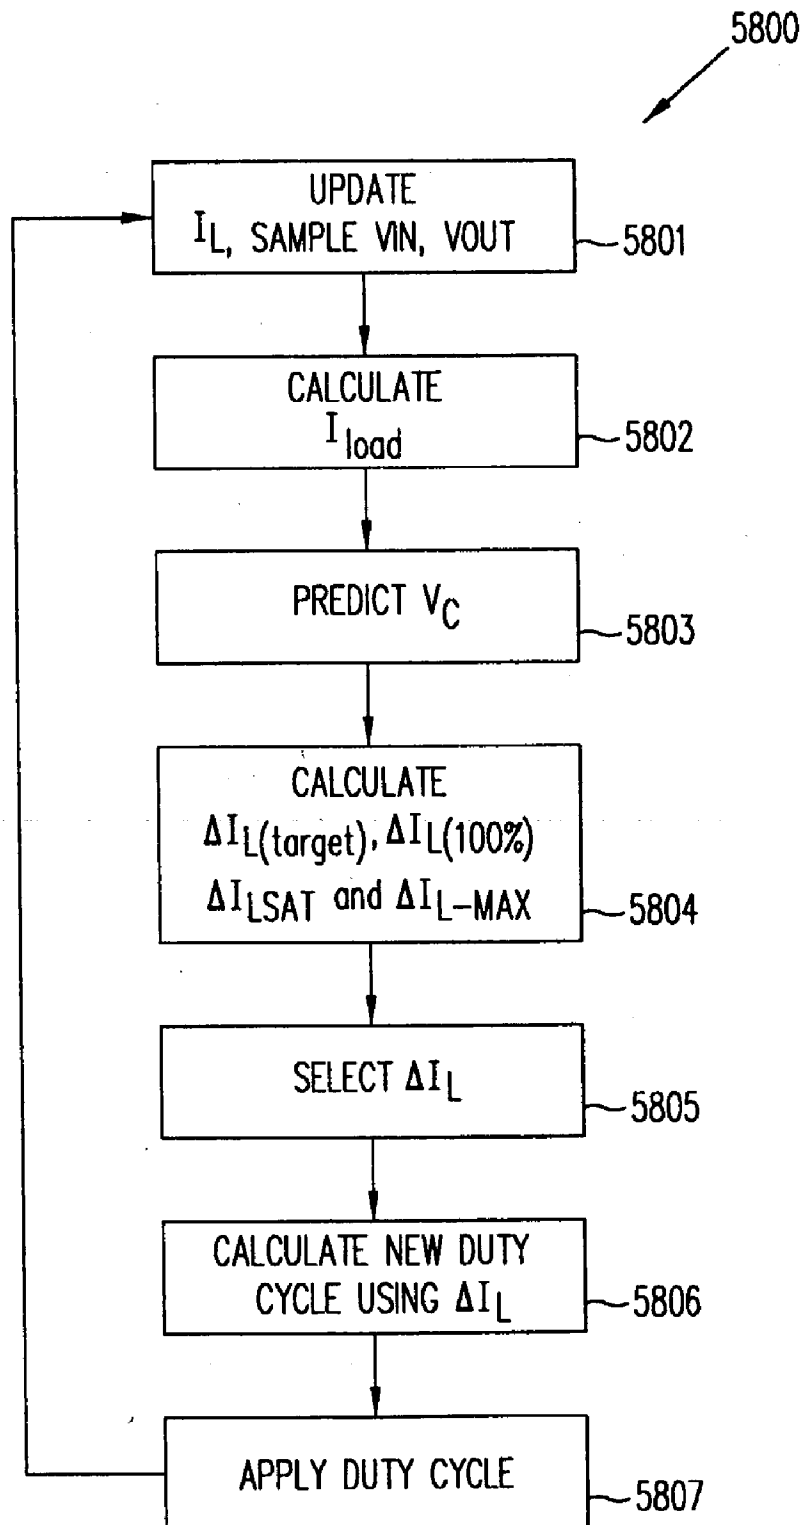 5800
UPDATE
I_L, SAMPLE VIN, VOUT
5801
CALCULATE
I_load
5802
PREDICT V_C
5803
CALCULATE
ΔI_L(target), ΔI_L(100%)
ΔI_LSAT and ΔI_L-MAX
5804
SELECT ΔI_L
5805
CALCULATE NEW DUTY
CYCLE USING ΔI_L
5806
APPLY DUTY CYCLE
5807